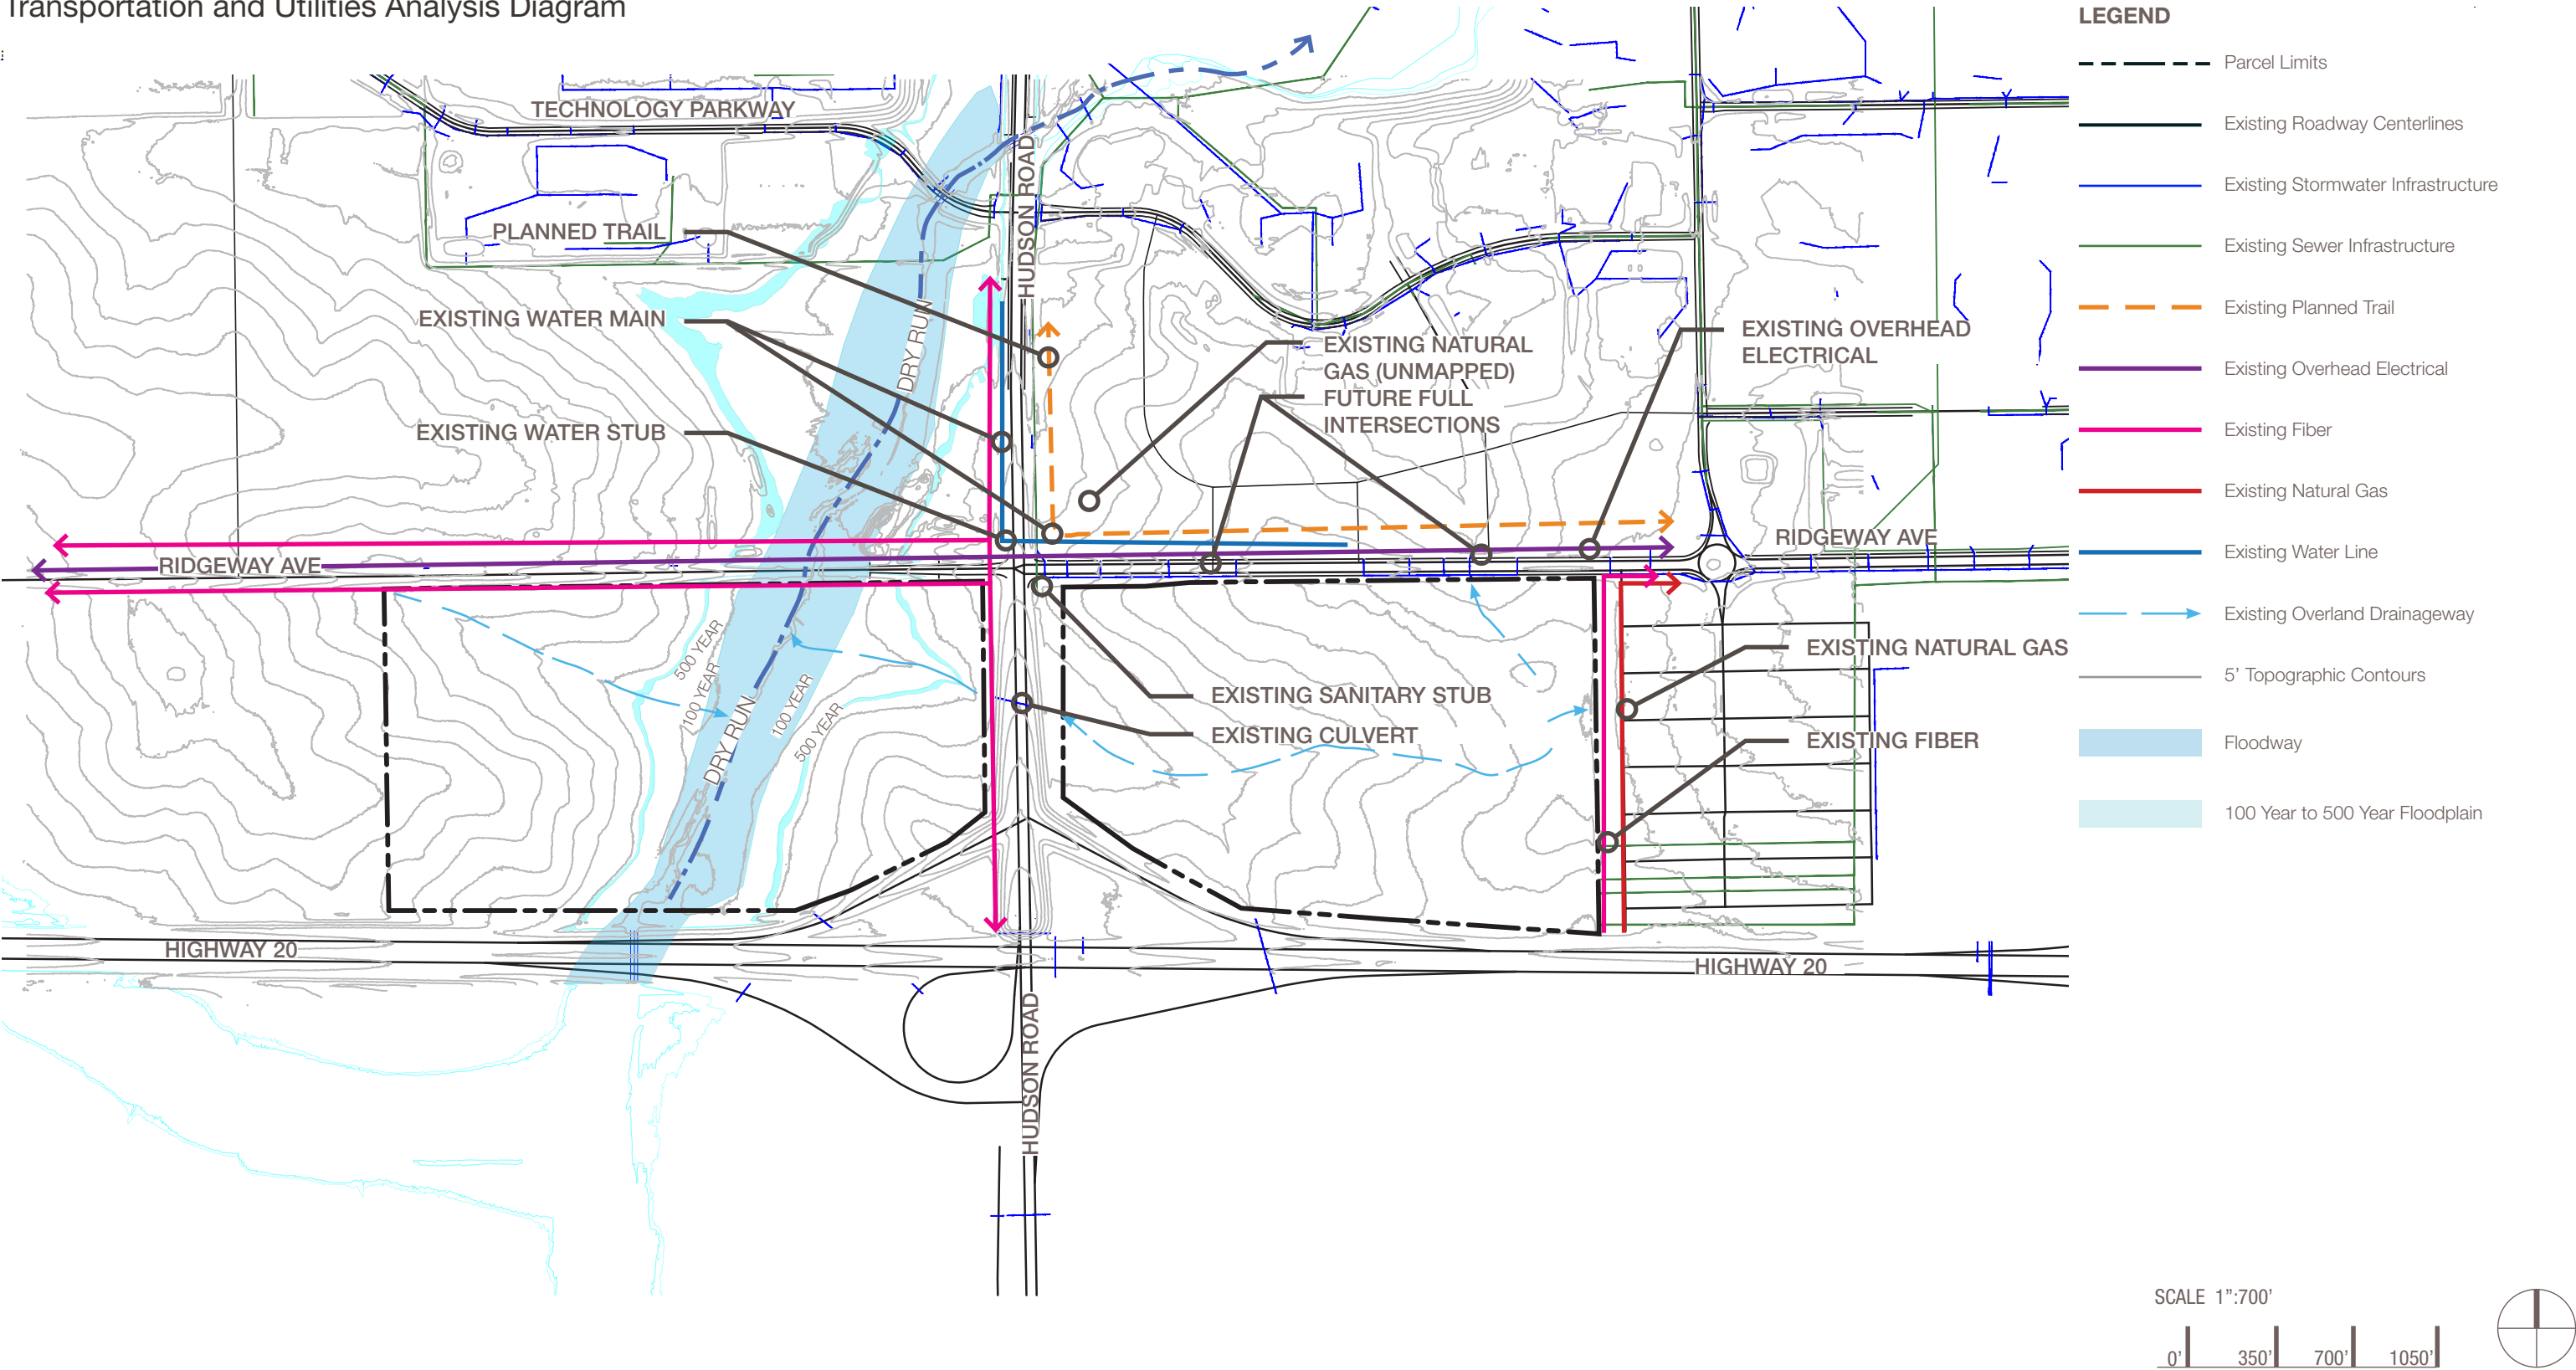 Transportation and Utilities Analysis Diagram
LEGEND
Parcel Limits
Existing Roadway Centerlines
Existing Stormwater Infrastructure
Existing Sewer Infrastructure
Existing Planned Trail
Existing Overhead Electrical
Existing Fiber
Existing Natural Gas
Existing Water Line
Existing Overland Drainageway
5' Topographic Contours
Floodway
100 Year to 500 Year Floodplain
TECHNOLOGY PARKWAY
HUDSON ROAD
PLANNED TRAIL
EXISTING WATER MAIN
DRY RUN
EXISTING NATURAL
GAS (UNMAPPED)
FUTURE FULL
INTERSECTIONS
EXISTING OVERHEAD
ELECTRICAL
EXISTING WATER STUB
RIDGEWAY AVE
RIDGEWAY AVE
500 YEAR
100 YEAR
DRY RUN
100 YEAR
500 YEAR
EXISTING SANITARY STUB
EXISTING CULVERT
EXISTING NATURAL GAS
EXISTING FIBER
HIGHWAY 20
HIGHWAY 20
HUDSON ROAD
SCALE 1":700'
0'
350'
700'
1050'